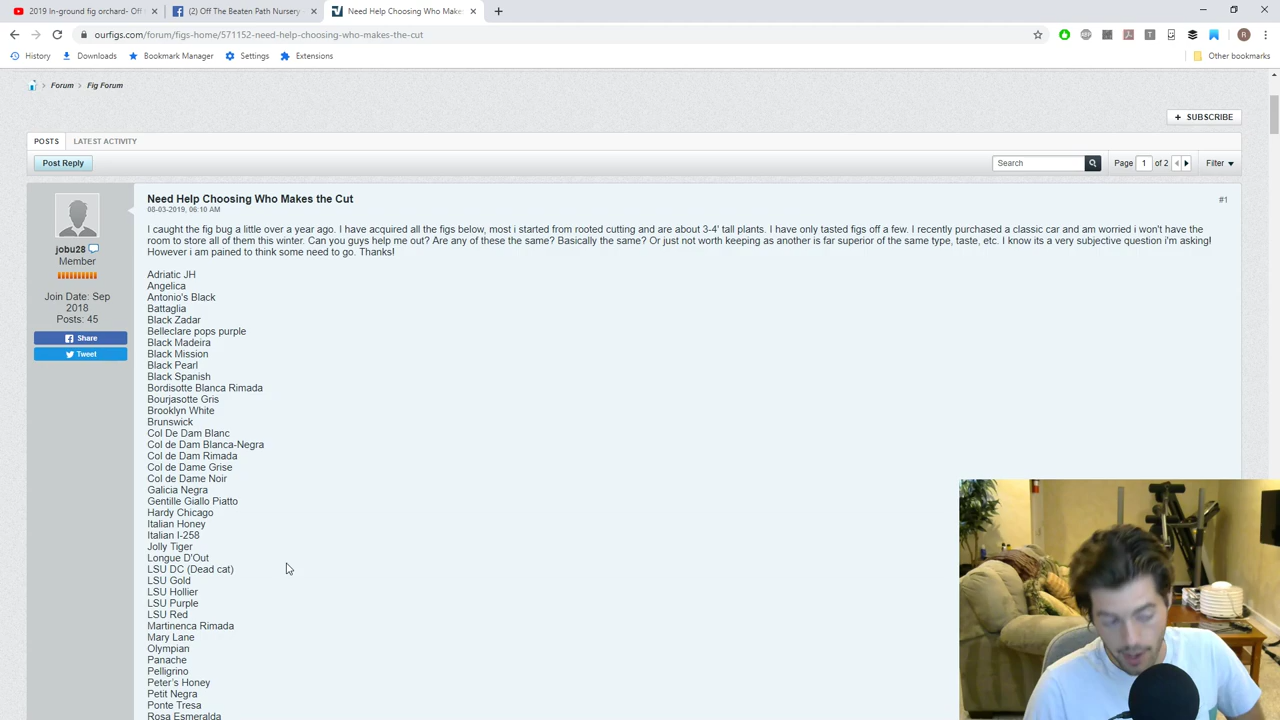 2019 In-ground fig orchard- Off
(2) Off The Beaten Path Nursery -
Need Help Choosing Who Makes
ourfigs.com/forum/figs-home/571152-need-help-choosing-who-makes-the-cut
History
Downloads
Bookmark Manager
Settings
Extensions
Other bookmarks
Forum > Fig Forum
+ SUBSCRIBE
POSTS
LATEST ACTIVITY
Post Reply
Search
Page 1 of 2
Filter
jobu28
Member
Join Date: Sep
2018
Posts: 45
Share
Tweet
Need Help Choosing Who Makes the Cut
08-03-2019, 06:10 AM
#1
I caught the fig bug a little over a year ago. I have acquired all the figs below, most i started from rooted cutting and are about 3-4' tall plants. I have only tasted figs off a few. I recently purchased a classic car and am worried i won't have the
room to store all of them this winter. Can you guys help me out? Are any of these the same? Basically the same? Or just not worth keeping as another is far superior of the same type, taste, etc. I know its a very subjective question i'm asking!
However i am pained to think some need to go. Thanks!
Adriatic JH
Angelica
Antonio's Black
Battaglia
Black Zadar
Belleclare pops purple
Black Madeira
Black Mission
Black Pearl
Black Spanish
Bordisotte Blanca Rimada
Bourjasotte Gris
Brooklyn White
Brunswick
Col De Dam Blanc
Col de Dam Blanca-Negra
Col de Dam Rimada
Col de Dame Grise
Col de Dame Noir
Galicia Negra
Gentille Giallo Piatto
Hardy Chicago
Italian Honey
Italian I-258
Jolly Tiger
Longue D'Out
LSU DC (Dead cat)
LSU Gold
LSU Hollier
LSU Purple
LSU Red
Martinenca Rimada
Mary Lane
Olympian
Panache
Pelligrino
Peter's Honey
Petit Negra
Ponte Tresa
Rosa Esmeralda